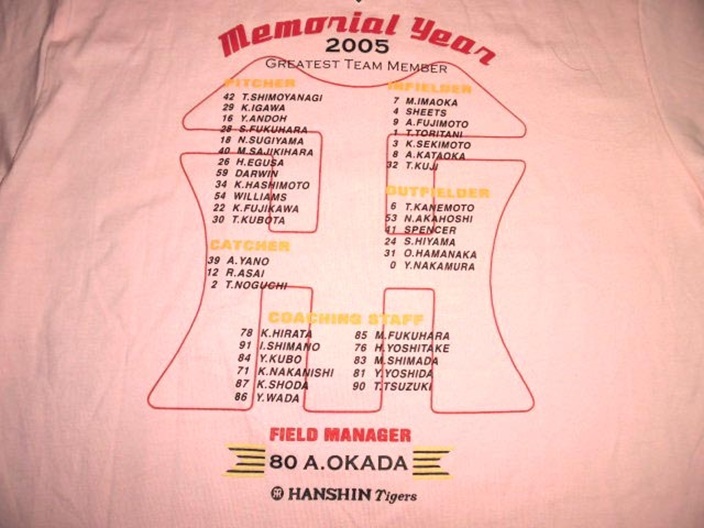 Memorial Year
2005
GREATEST TEAM MEMBER
PITCHER
42 T.SHIMOYANAGI
29 K.IGAWA
16 Y.ANDOH
28 S.FUKUHARA
18 N.SUGIYAMA
40 M.SAJIKIHARA
26 H.EGUSA
59 DARWIN
34 K.HASHIMOTO
54 WILLIAMS
22 K.FUJIKAWA
30 T.KUBOTA
CATCHER
39 A.YANO
12 R.ASAI
2 T.NOGUCHI
INFIELDER
7 M.IMAOKA
4 SHEETS
9 A.FUJIMOTO
1 T.TORITANI
3 K.SEKIMOTO
8 A.KATAOKA
32 T.KUJI
OUTFIELDER
6 T.KANEMOTO
53 N.AKAHOSHI
41 SPENCER
24 S.HIYAMA
31 O.HAMANAKA
0 Y.NAKAMURA
COACHING STAFF
78 K.HIRATA
91 I.SHIMANO
84 Y.KUBO
71 K.NAKANISHI
87 K.SHODA
86 Y.WADA
85 M.FUKUHARA
76 H.YOSHITAKE
83 M.SHIMADA
81 Y.YOSHIDA
90 T.TSUZUKI
FIELD MANAGER
80 A.OKADA
HANSHIN Tigers